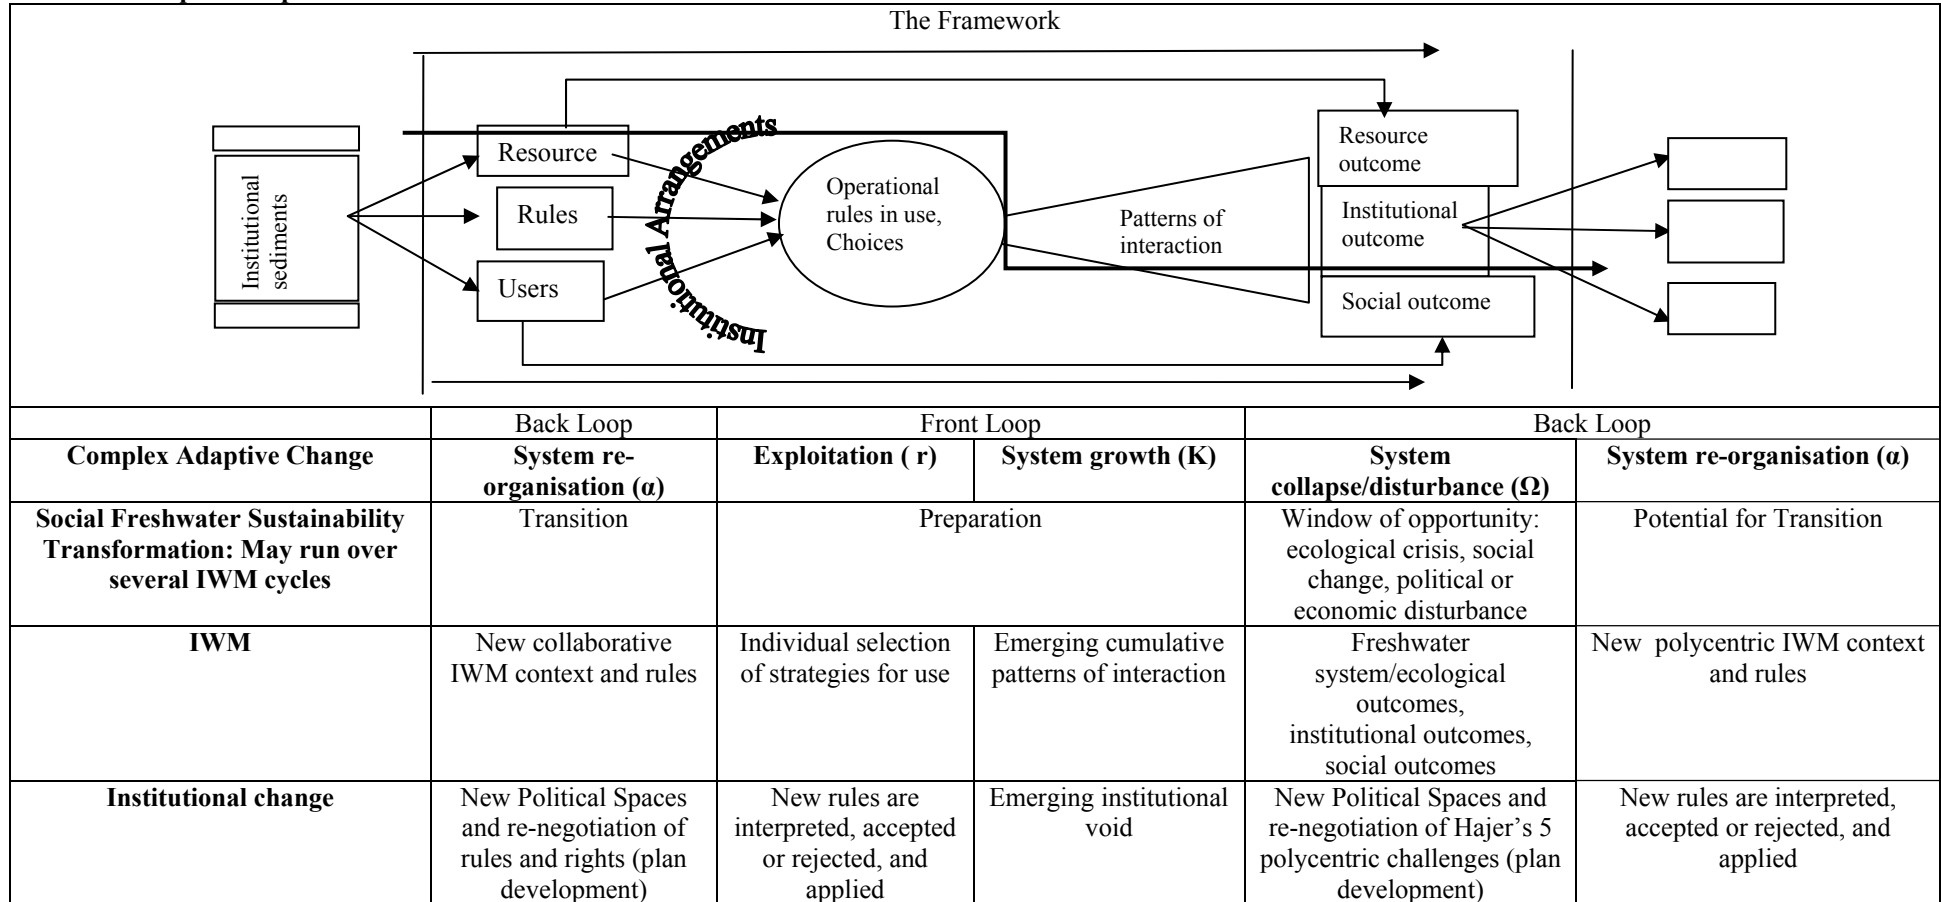 The Framework
Institutional
sediments
Resource
Rules
Users
Institutional Arrangements
Operational
rules in use,
Choices
Patterns of
interaction
Resource
outcome
Institutional
outcome
Social outcome
Back Loop
Front Loop
Back Loop
Complex Adaptive Change
System re-
organisation (α)
Exploitation ( r)
System growth (K)
System
collapse/disturbance (Ω)
System re-organisation (α)
Social Freshwater Sustainability
Transformation: May run over
several IWM cycles
Transition
Preparation
Window of opportunity:
ecological crisis, social
change, political or
economic disturbance
Potential for Transition
IWM
New collaborative
IWM context and rules
Individual selection
of strategies for use
Emerging cumulative
patterns of interaction
Freshwater
system/ecological
outcomes,
institutional outcomes,
social outcomes
New  polycentric IWM context
and rules
Institutional change
New Political Spaces
and re-negotiation of
rules and rights (plan
development)
New rules are
interpreted, accepted
or rejected, and
applied
Emerging institutional
void
New Political Spaces and
re-negotiation of Hajer’s 5
polycentric challenges (plan
development)
New rules are interpreted,
accepted or rejected, and
applied